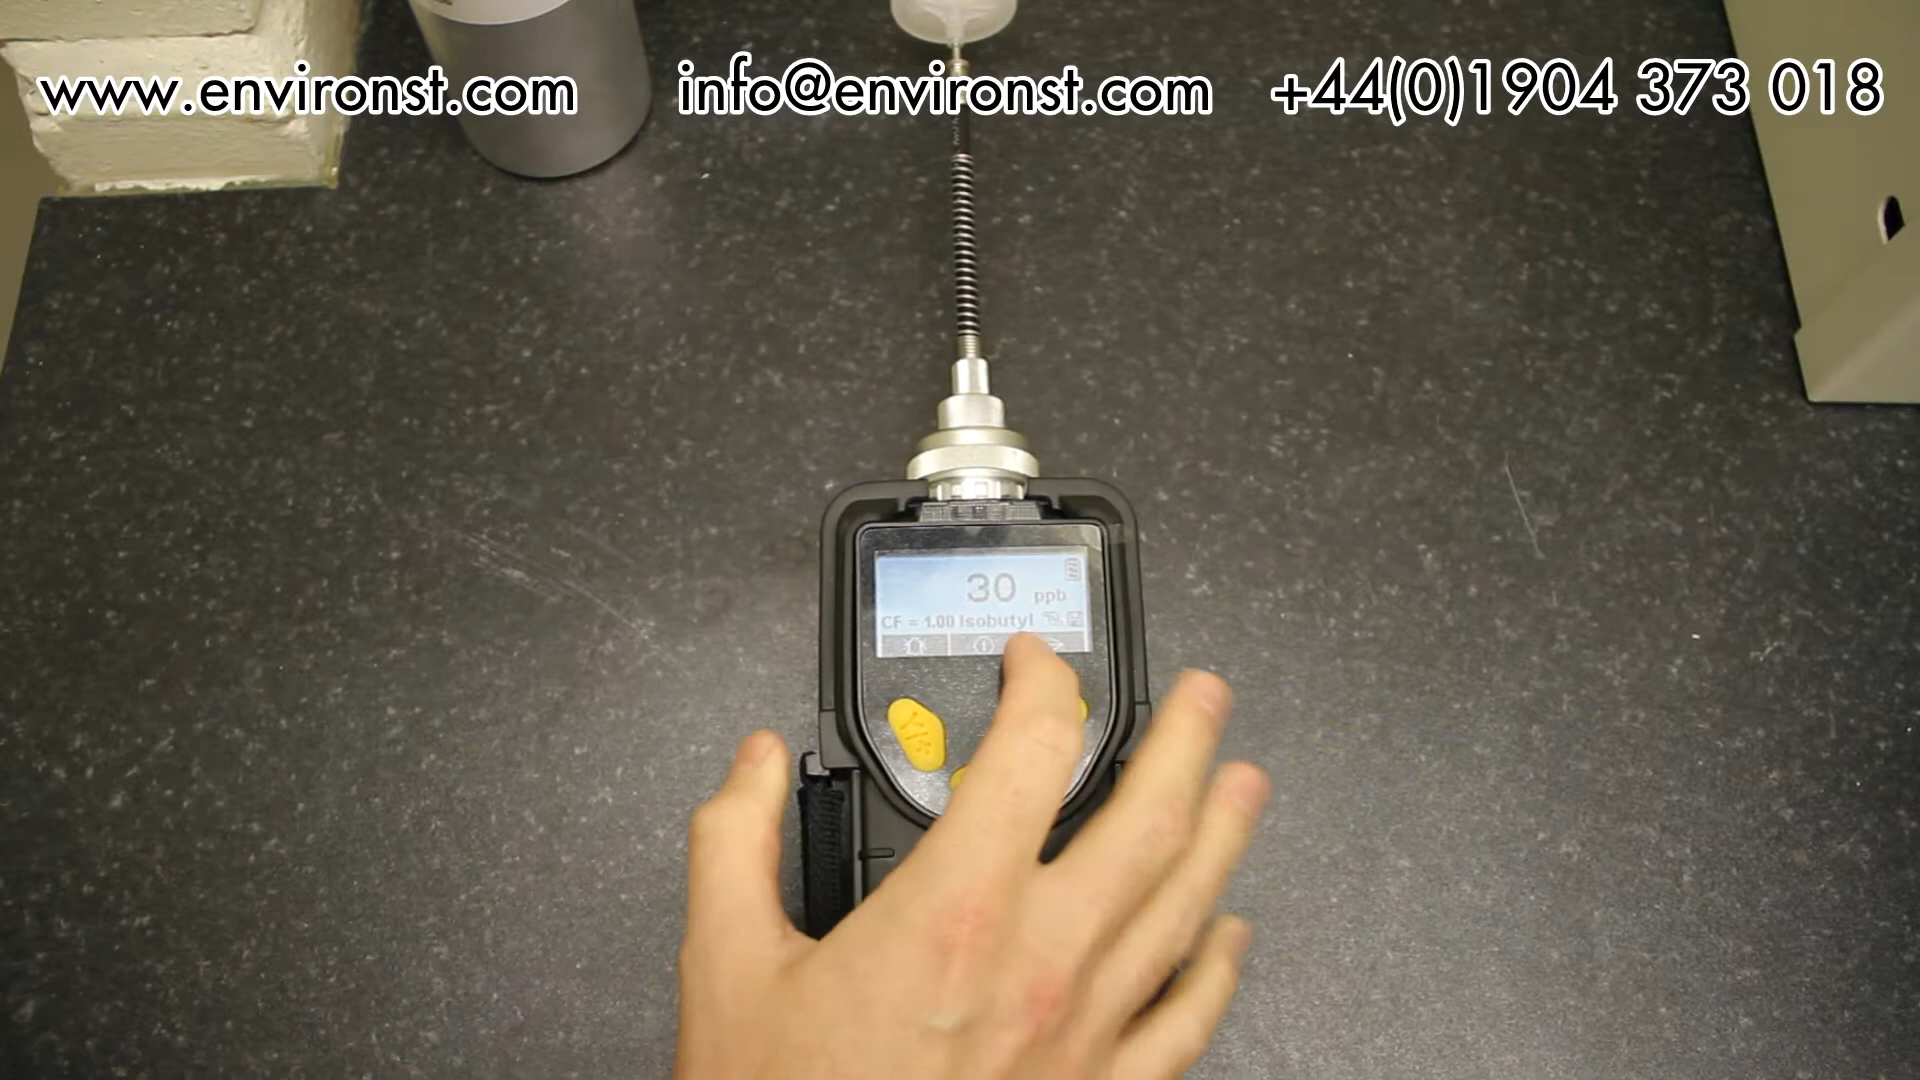 www.environst.com info@environst.com +44(0)1904 373 018
30 ppb
CF = 1.00 Isobutyl
Y/+